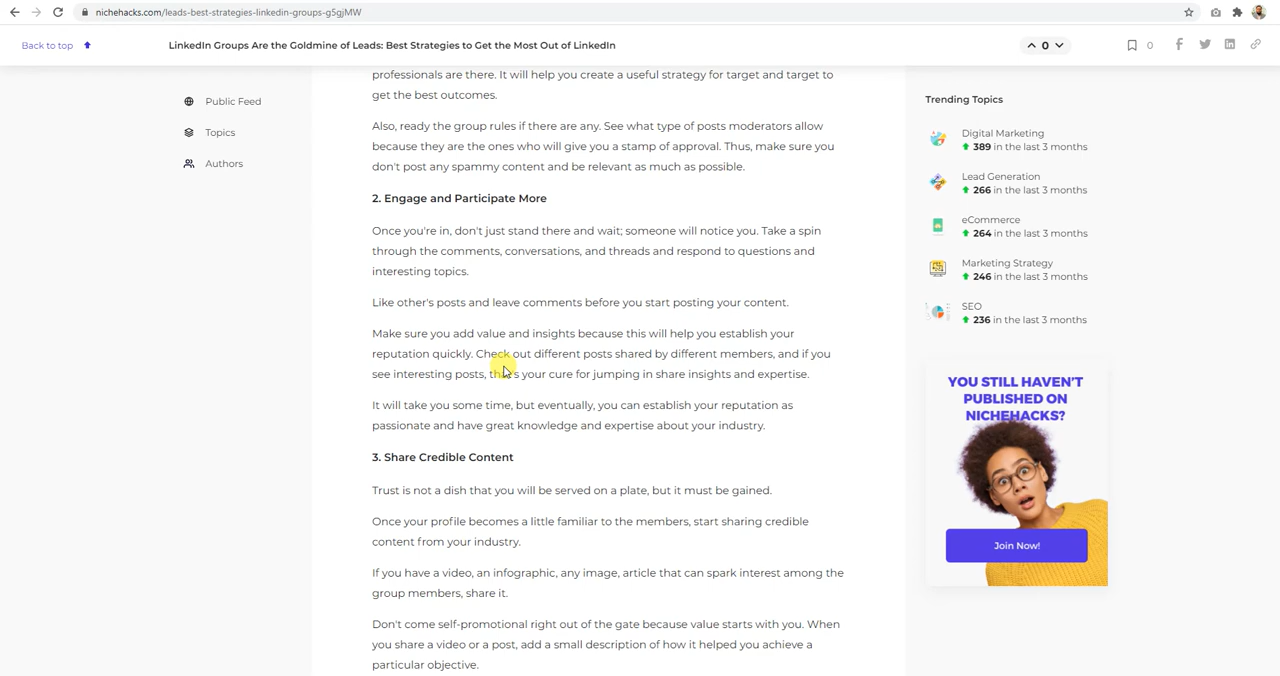 nichehacks.com/leads-best-strategies-linkedin-groups-g5gjMW
Back to top
LinkedIn Groups Are the Goldmine of Leads: Best Strategies to Get the Most Out of LinkedIn
0
0
Public Feed
Topics
Authors
professionals are there. It will help you create a useful strategy for target and target to
get the best outcomes.
Also, ready the group rules if there are any. See what type of posts moderators allow
because they are the ones who will give you a stamp of approval. Thus, make sure you
don't post any spammy content and be relevant as much as possible.
2. Engage and Participate More
Once you're in, don't just stand there and wait; someone will notice you. Take a spin
through the comments, conversations, and threads and respond to questions and
interesting topics.
Like other's posts and leave comments before you start posting your content.
Make sure you add value and insights because this will help you establish your
reputation quickly. Check out different posts shared by different members, and if you
see interesting posts, that's your cure for jumping in share insights and expertise.
It will take you some time, but eventually, you can establish your reputation as
passionate and have great knowledge and expertise about your industry.
3. Share Credible Content
Trust is not a dish that you will be served on a plate, but it must be gained.
Once your profile becomes a little familiar to the members, start sharing credible
content from your industry.
If you have a video, an infographic, any image, article that can spark interest among the
group members, share it.
Don't come self-promotional right out of the gate because value starts with you. When
you share a video or a post, add a small description of how it helped you achieve a
particular objective.
Trending Topics
Digital Marketing
389 in the last 3 months
Lead Generation
266 in the last 3 months
eCommerce
264 in the last 3 months
Marketing Strategy
246 in the last 3 months
SEO
236 in the last 3 months
YOU STILL HAVEN'T
PUBLISHED ON
NICHEHACKS?
Join Now!